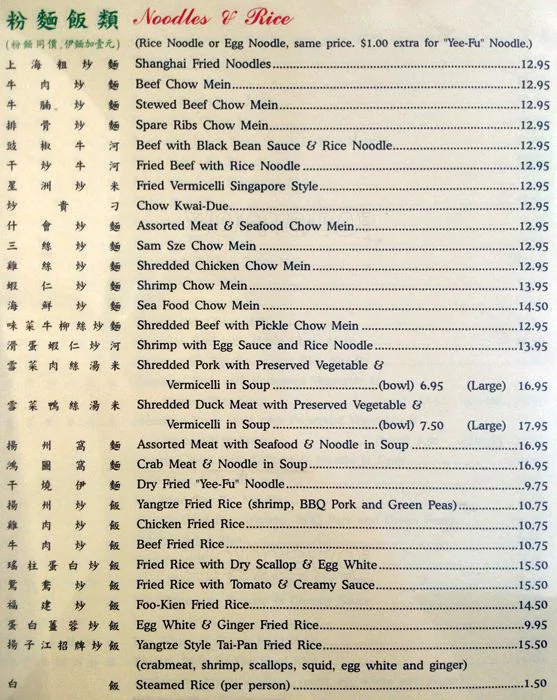 粉麵飯類 Noodles & Rice
(粉麵同價,伊麵加壹元) (Rice Noodle or Egg Noodle, same price. $1.00 extra for "Yee-Fu" Noodle.)
上海粗炒麵 Shanghai Fried Noodles 12.95
牛肉炒麵 Beef Chow Mein 12.95
牛腩炒麵 Stewed Beef Chow Mein 12.95
排骨炒麵 Spare Ribs Chow Mein 12.95
豉椒牛河 Beef with Black Bean Sauce & Rice Noodle 12.95
干炒牛河 Fried Beef with Rice Noodle 12.95
星洲炒米 Fried Vermicelli Singapore Style 12.95
炒貴刁 Chow Kwai-Due 12.95
什會炒麵 Assorted Meat & Seafood Chow Mein 12.95
三絲炒麵 Sam Sze Chow Mein 12.95
雞絲炒麵 Shredded Chicken Chow Mein 12.95
蝦仁炒麵 Shrimp Chow Mein 13.95
海鮮炒麵 Sea Food Chow Mein 14.50
味菜牛柳絲炒麵 Shredded Beef with Pickle Chow Mein 12.95
滑蛋蝦仁炒河 Shrimp with Egg Sauce and Rice Noodle 13.95
雪菜肉絲湯米 Shredded Pork with Preserved Vegetable &
Vermicelli in Soup (bowl) 6.95 (Large) 16.95
雪菜鴨絲湯米 Shredded Duck Meat with Preserved Vegetable &
Vermicelli in Soup (bowl) 7.50 (Large) 17.95
揚州窩麵 Assorted Meat with Seafood & Noodle in Soup 16.95
鴻圖窩麵 Crab Meat & Noodle in Soup 16.95
干燒伊麵 Dry Fried "Yee-Fu" Noodle 9.75
揚州炒飯 Yangtze Fried Rice (shrimp, BBQ Pork and Green Peas) 10.75
雞肉炒飯 Chicken Fried Rice 10.75
牛肉炒飯 Beef Fried Rice 10.75
瑤柱蛋白炒飯 Fried Rice with Dry Scallop & Egg White 15.50
鴛鴦炒飯 Fried Rice with Tomato & Creamy Sauce 15.50
福建炒飯 Foo-Kien Fried Rice 14.50
蛋白薑蓉炒飯 Egg White & Ginger Fried Rice 9.95
揚子江招牌炒飯 Yangtze Style Tai-Pan Fried Rice 15.50
(crabmeat, shrimp, scallops, squid, egg white and ginger)
白飯 Steamed Rice (per person) 1.50